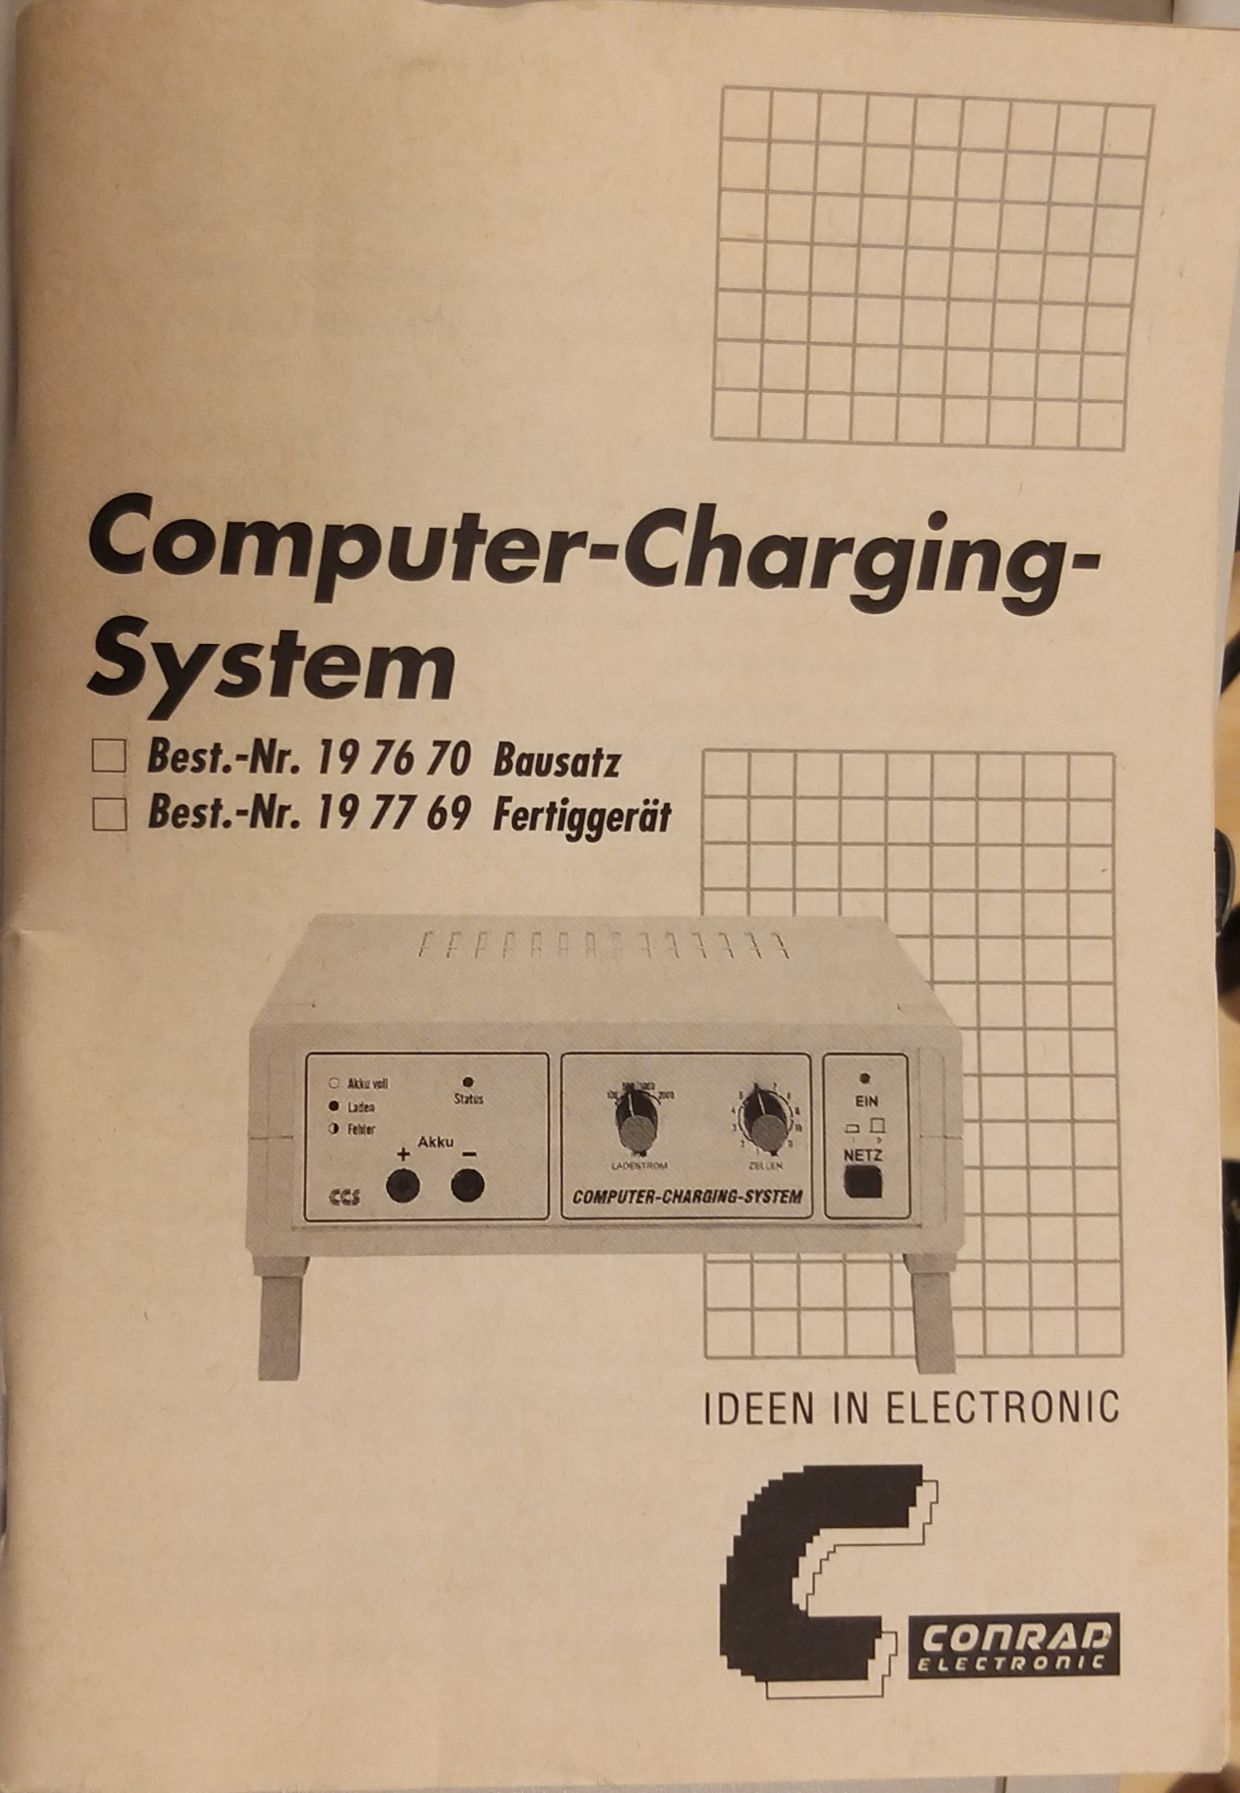 Computer-Charging-
System
Best.-Nr. 19 76 70 Bausatz
Best.-Nr. 19 77 69 Fertiggerät
Akku voll
Laden
Fehler
Status
Akku
+ −
CCS
LADESTROM
ZELLEN
COMPUTER-CHARGING-SYSTEM
EIN
NETZ
IDEEN IN ELECTRONIC
CONRAD
ELECTRONIC